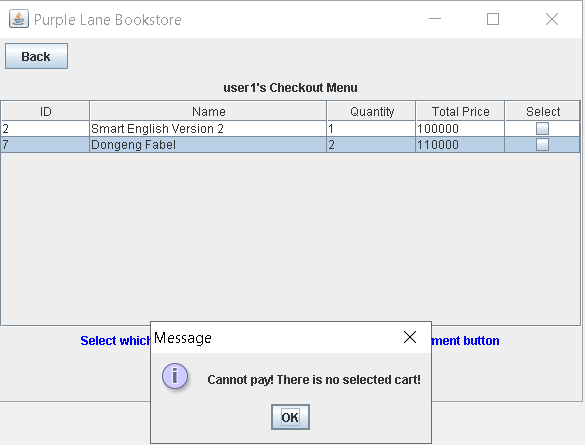 Purple Lane Bookstore
Back
user1's Checkout Menu
ID Name Quantity Total Price Select
2 Smart English Version 2 1 100000
7 Dongeng Fabel 2 110000
Select which ment button
Message
Cannot pay! There is no selected cart!
OK